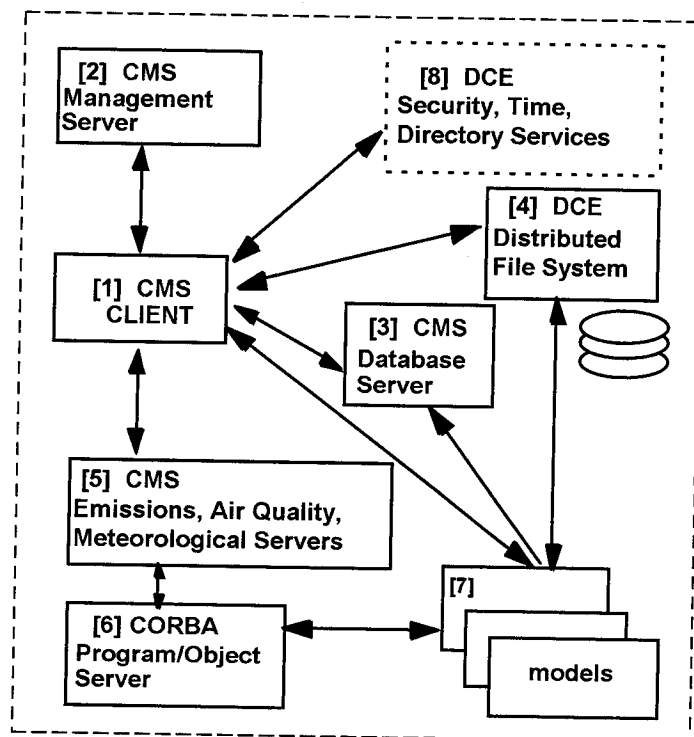 [2] CMS
Management
Server
[8] DCE
Security, Time,
Directory Services
[4] DCE
Distributed
File System
[1] CMS
CLIENT
[3] CMS
Database
Server
[5] CMS
Emissions, Air Quality,
Meteorological Servers
[7]
[6] CORBA
Program/Object
Server
models